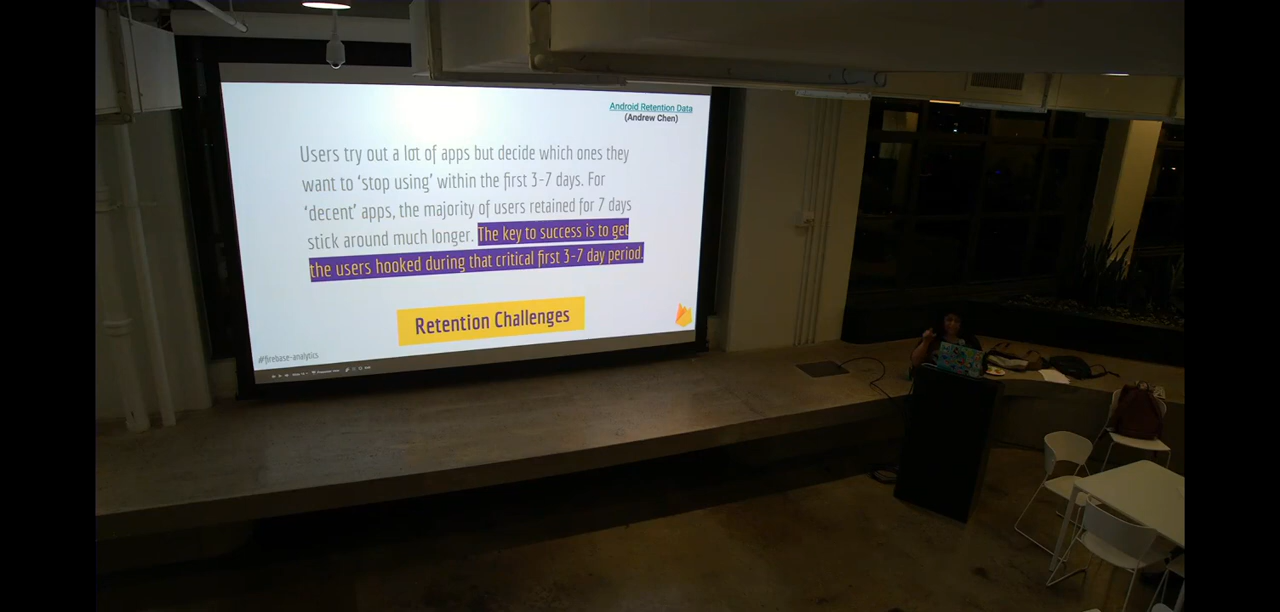 Android Retention Data
(Andrew Chen)
Users try out a lot of apps but decide which ones they
want to ‘stop using’ within the first 3-7 days. For
‘decent’ apps, the majority of users retained for 7 days
stick around much longer. The key to success is to get
the users hooked during that critical first 3-7 day period.
Retention Challenges
#firebase-analytics